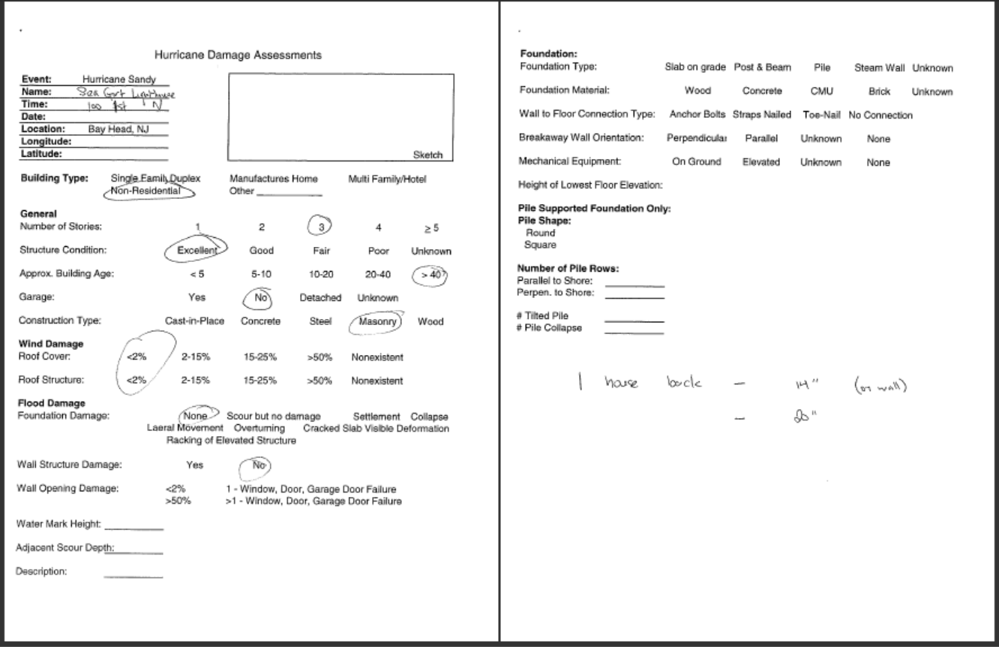 Hurricane Damage Assessments
Event: Hurricane Sandy
Name: Sea Girt Lighthouse
Time: 100 1st N
Date:
Location: Bay Head, NJ
Longitude:
Latitude:
Sketch
Building Type: Single Family Duplex Manufactures Home Multi Family/Hotel
Non-Residential Other
General
Number of Stories: 1 2 3 4 ≥ 5
Structure Condition: Excellent Good Fair Poor Unknown
Approx. Building Age: < 5 5-10 10-20 20-40 > 40?
Garage: Yes No Detached Unknown
Construction Type: Cast-in-Place Concrete Steel Masonry Wood
Wind Damage
Roof Cover: <2% 2-15% 15-25% >50% Nonexistent
Roof Structure: <2% 2-15% 15-25% >50% Nonexistent
Flood Damage
Foundation Damage: None Scour but no damage Settlement Collapse
Laeral Movement Overturning Cracked Slab Visible Deformation
Racking of Elevated Structure
Wall Structure Damage: Yes No
Wall Opening Damage: <2% 1 - Window, Door, Garage Door Failure
>50% >1 - Window, Door, Garage Door Failure
Water Mark Height:
Adjacent Scour Depth:
Description:
Foundation:
Foundation Type: Slab on grade Post & Beam Pile Steam Wall Unknown
Foundation Material: Wood Concrete CMU Brick Unknown
Wall to Floor Connection Type: Anchor Bolts Straps Nailed Toe-Nail No Connection
Breakaway Wall Orientation: Perpendicular Parallel Unknown None
Mechanical Equipment: On Ground Elevated Unknown None
Height of Lowest Floor Elevation:
Pile Supported Foundation Only:
Pile Shape:
Round
Square
Number of Pile Rows:
Parallel to Shore:
Perpen. to Shore:
# Tilted Pile
# Pile Collapse
1 house back - 14" (on wall)
- 20"